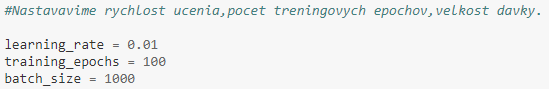 #Nastavavime rychlost ucenia,pocet treningovych epochov,velkost davky.
learning_rate = 0.01
training_epochs = 100
batch_size = 1000